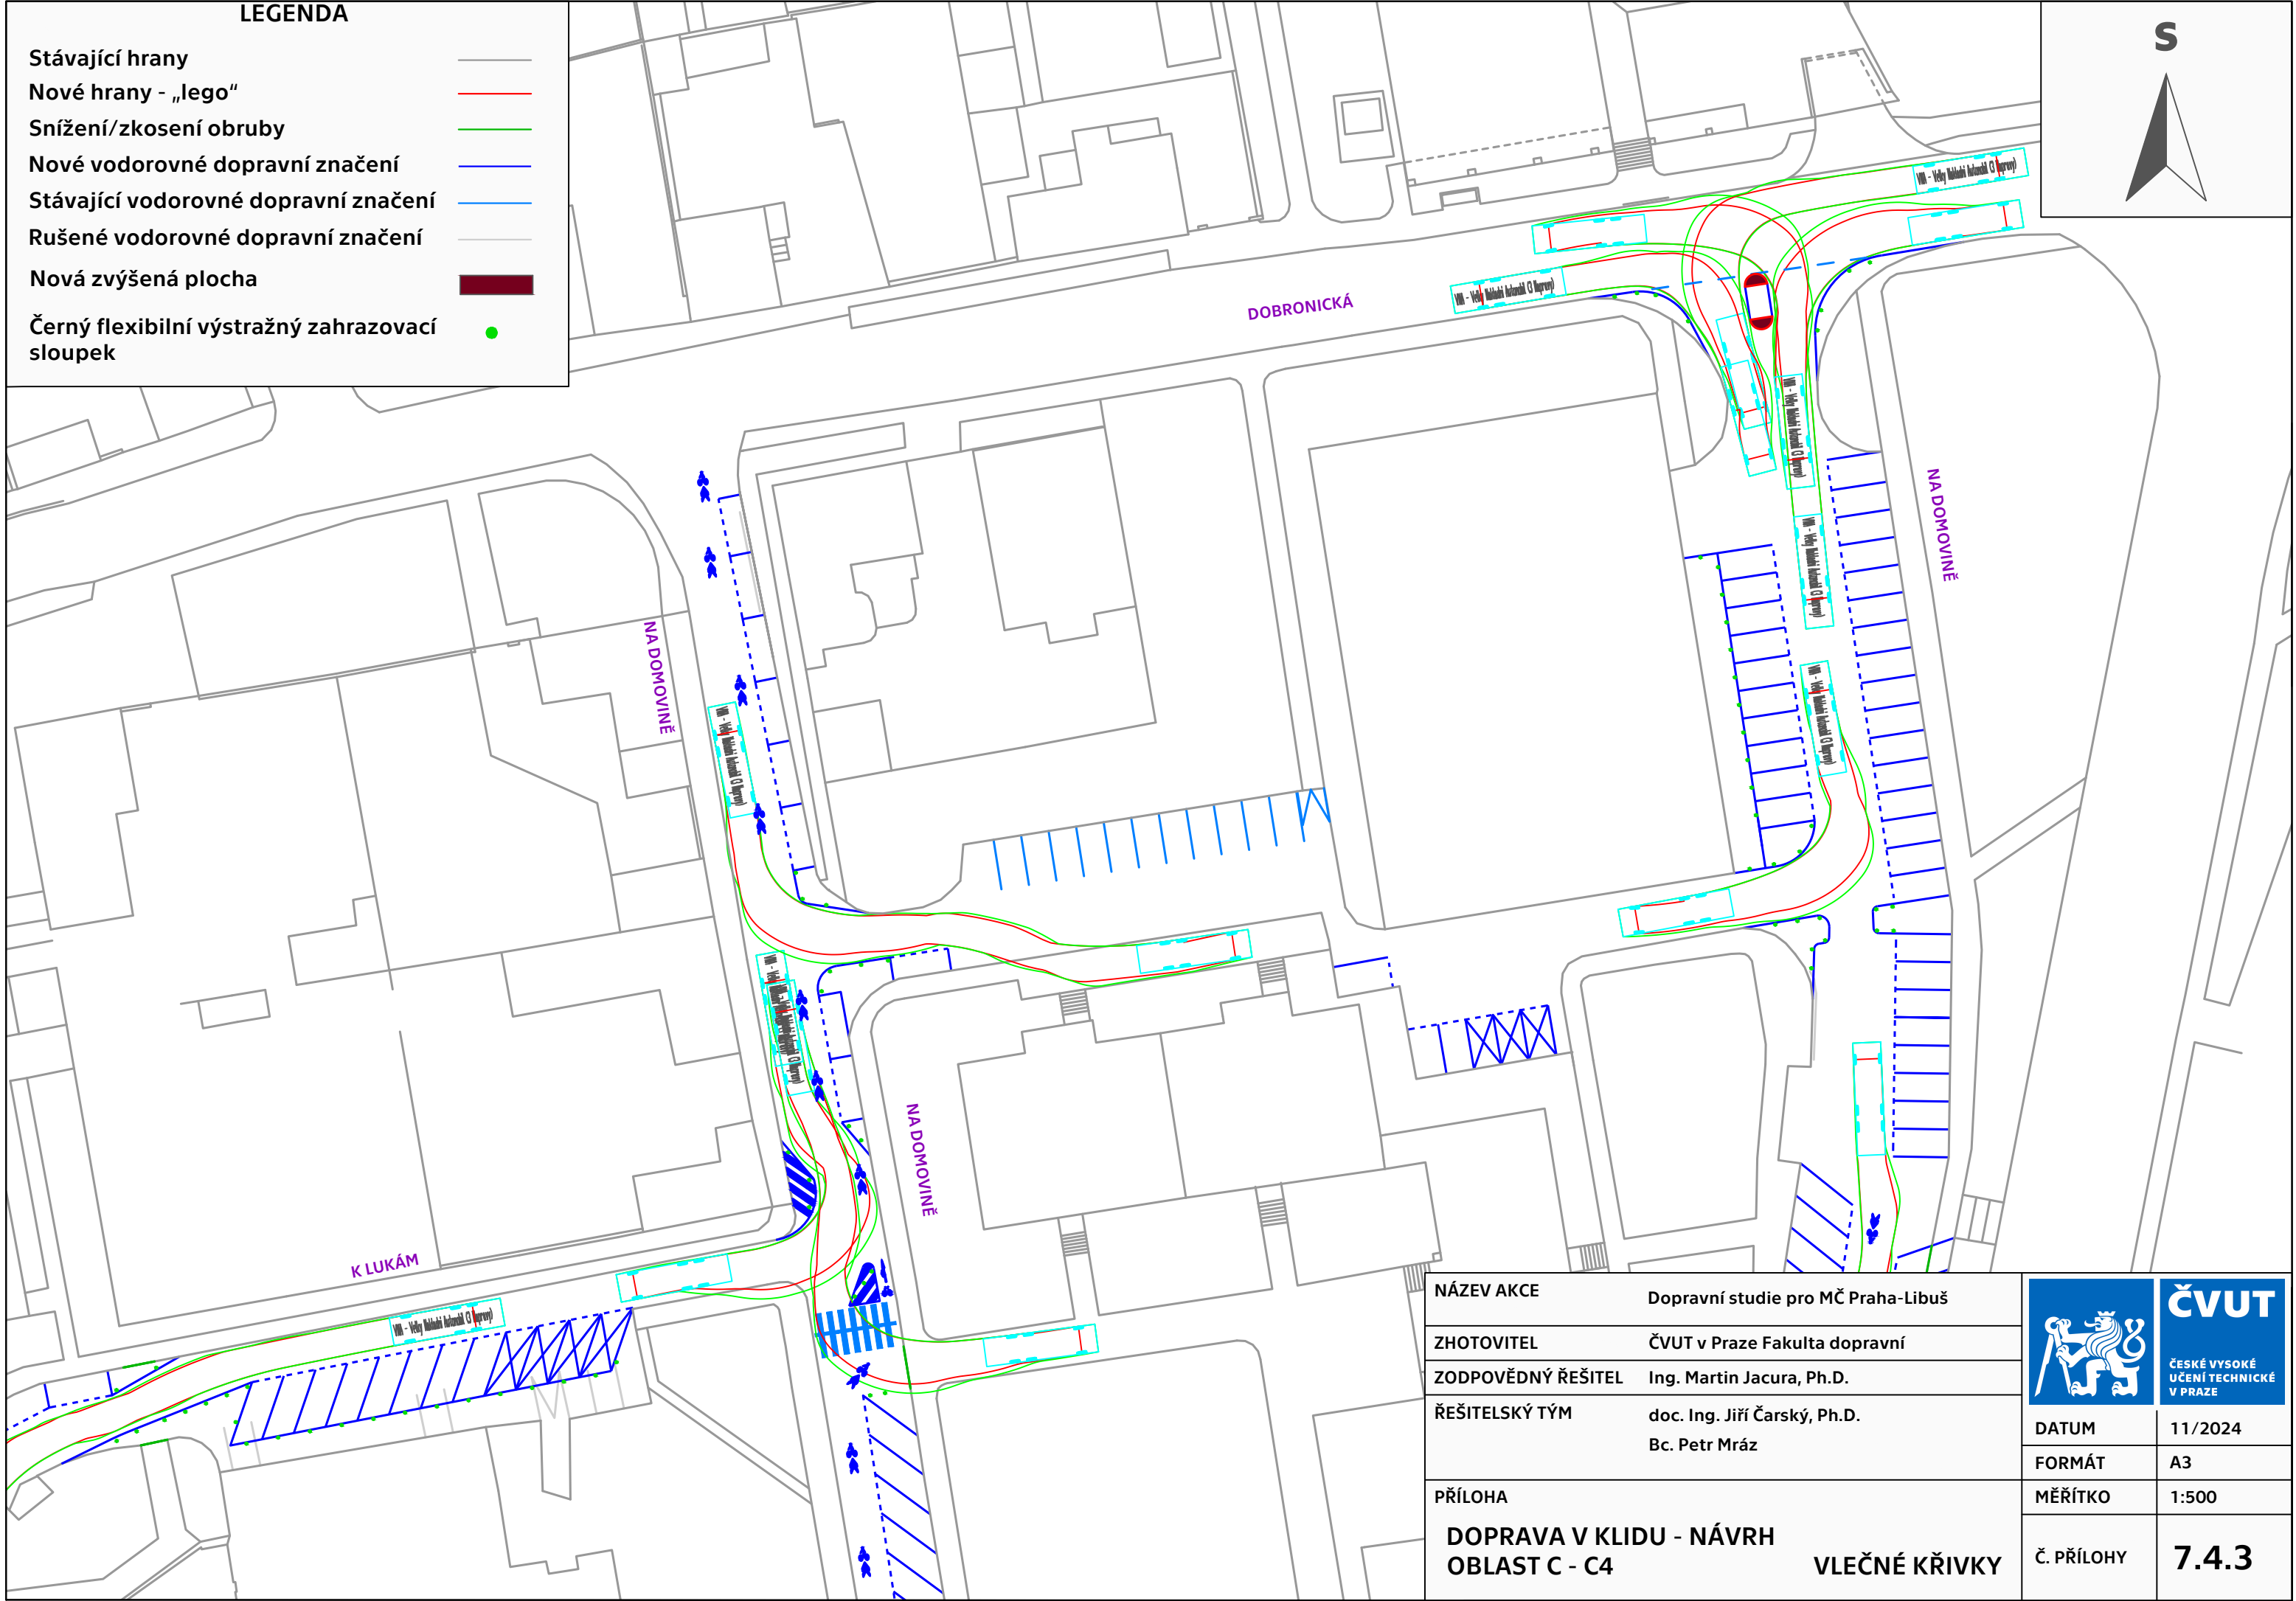 LEGENDA
Stávající hrany
Nové hrany - „lego“
Snížení/zkosení obruby
Nové vodorovné dopravní značení
Stávající vodorovné dopravní značení
Rušené vodorovné dopravní značení
Nová zvýšená plocha
Černý flexibilní výstražný zahrazovací
sloupek
S
DOBRONICKÁ
NA DOMOVINĚ
NA DOMOVINĚ
NA DOMOVINĚ
K LUKÁM
NÁZEV AKCE
Dopravní studie pro MČ Praha-Libuš
ZHOTOVITEL
ČVUT v Praze Fakulta dopravní
ZODPOVĚDNÝ ŘEŠITEL
Ing. Martin Jacura, Ph.D.
ŘEŠITELSKÝ TÝM
doc. Ing. Jiří Čarský, Ph.D.
Bc. Petr Mráz
PŘÍLOHA
DOPRAVA V KLIDU - NÁVRH
OBLAST C - C4
VLEČNÉ KŘIVKY
ČVUT
ČESKÉ VYSOKÉ
UČENÍ TECHNICKÉ
V PRAZE
DATUM
11/2024
FORMÁT
A3
MĚŘÍTKO
1:500
Č. PŘÍLOHY
7.4.3